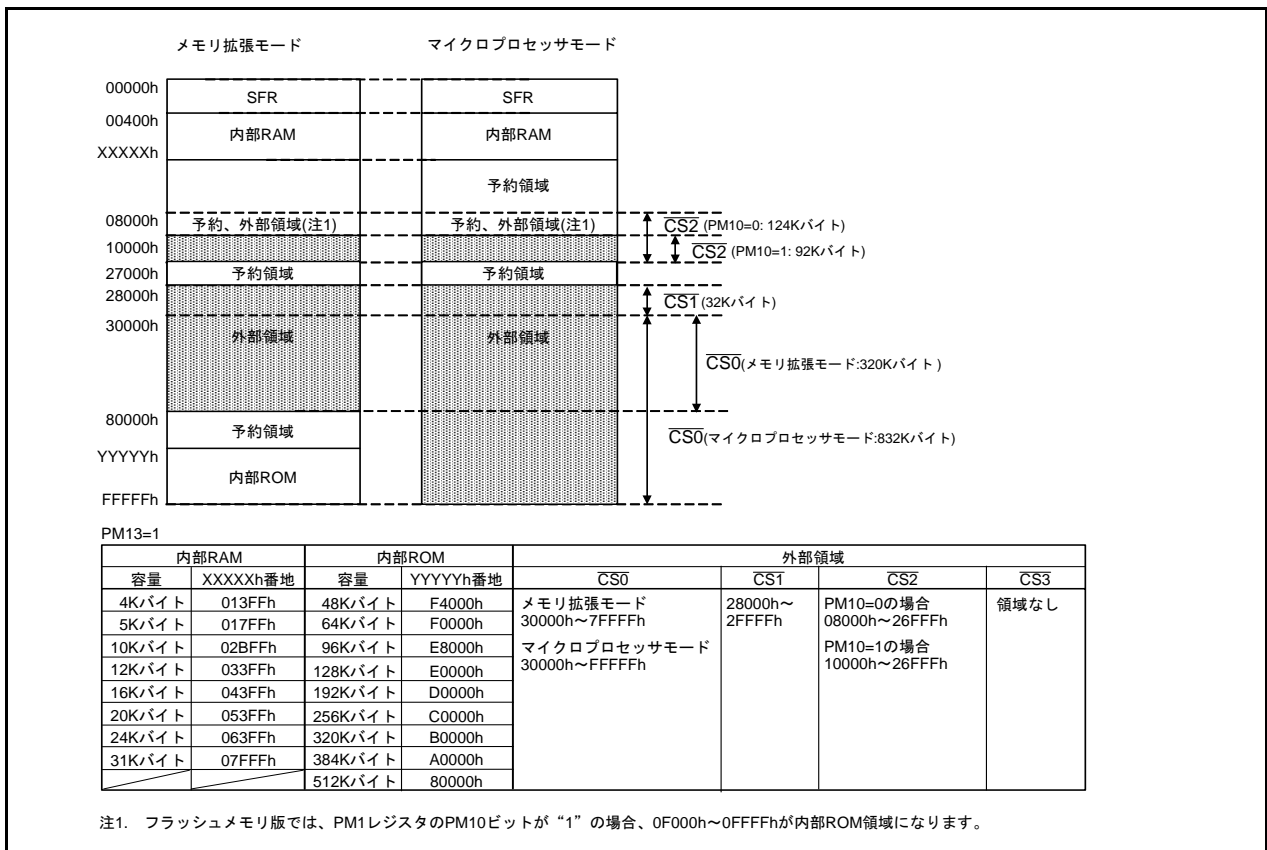 メモリ拡張モード マイクロプロセッサモード
00000h
SFR SFR
00400h
内部RAM 内部RAM
XXXXXh
予約領域
08000h
予約、外部領域(注1) 予約、外部領域(注1) CS2 (PM10=0: 124Kバイト)
10000h
CS2 (PM10=1: 92Kバイト)
27000h
予約領域 予約領域
28000h
CS1 (32Kバイト)
30000h
外部領域 外部領域
CS0(メモリ拡張モード:320Kバイト)
80000h
予約領域
CS0(マイクロプロセッサモード:832Kバイト)
YYYYYh
内部ROM
FFFFFh
PM13=1
内部RAM 内部ROM 外部領域
容量 XXXXXh番地 容量 YYYYYh番地 CS0 CS1 CS2 CS3
4Kバイト 013FFh 48Kバイト F4000h メモリ拡張モード 28000h～ PM10=0の場合 領域なし
5Kバイト 017FFh 64Kバイト F0000h 30000h～7FFFFh 2FFFFh 08000h～26FFFh
10Kバイト 02BFFh 96Kバイト E8000h マイクロプロセッサモード PM10=1の場合
12Kバイト 033FFh 128Kバイト E0000h 30000h～FFFFFh 10000h～26FFFh
16Kバイト 043FFh 192Kバイト D0000h
20Kバイト 053FFh 256Kバイト C0000h
24Kバイト 063FFh 320Kバイト B0000h
31Kバイト 07FFFh 384Kバイト A0000h
512Kバイト 80000h
注1. フラッシュメモリ版では、PM1レジスタのPM10ビットが“1”の場合、0F000h～0FFFFhが内部ROM領域になります。